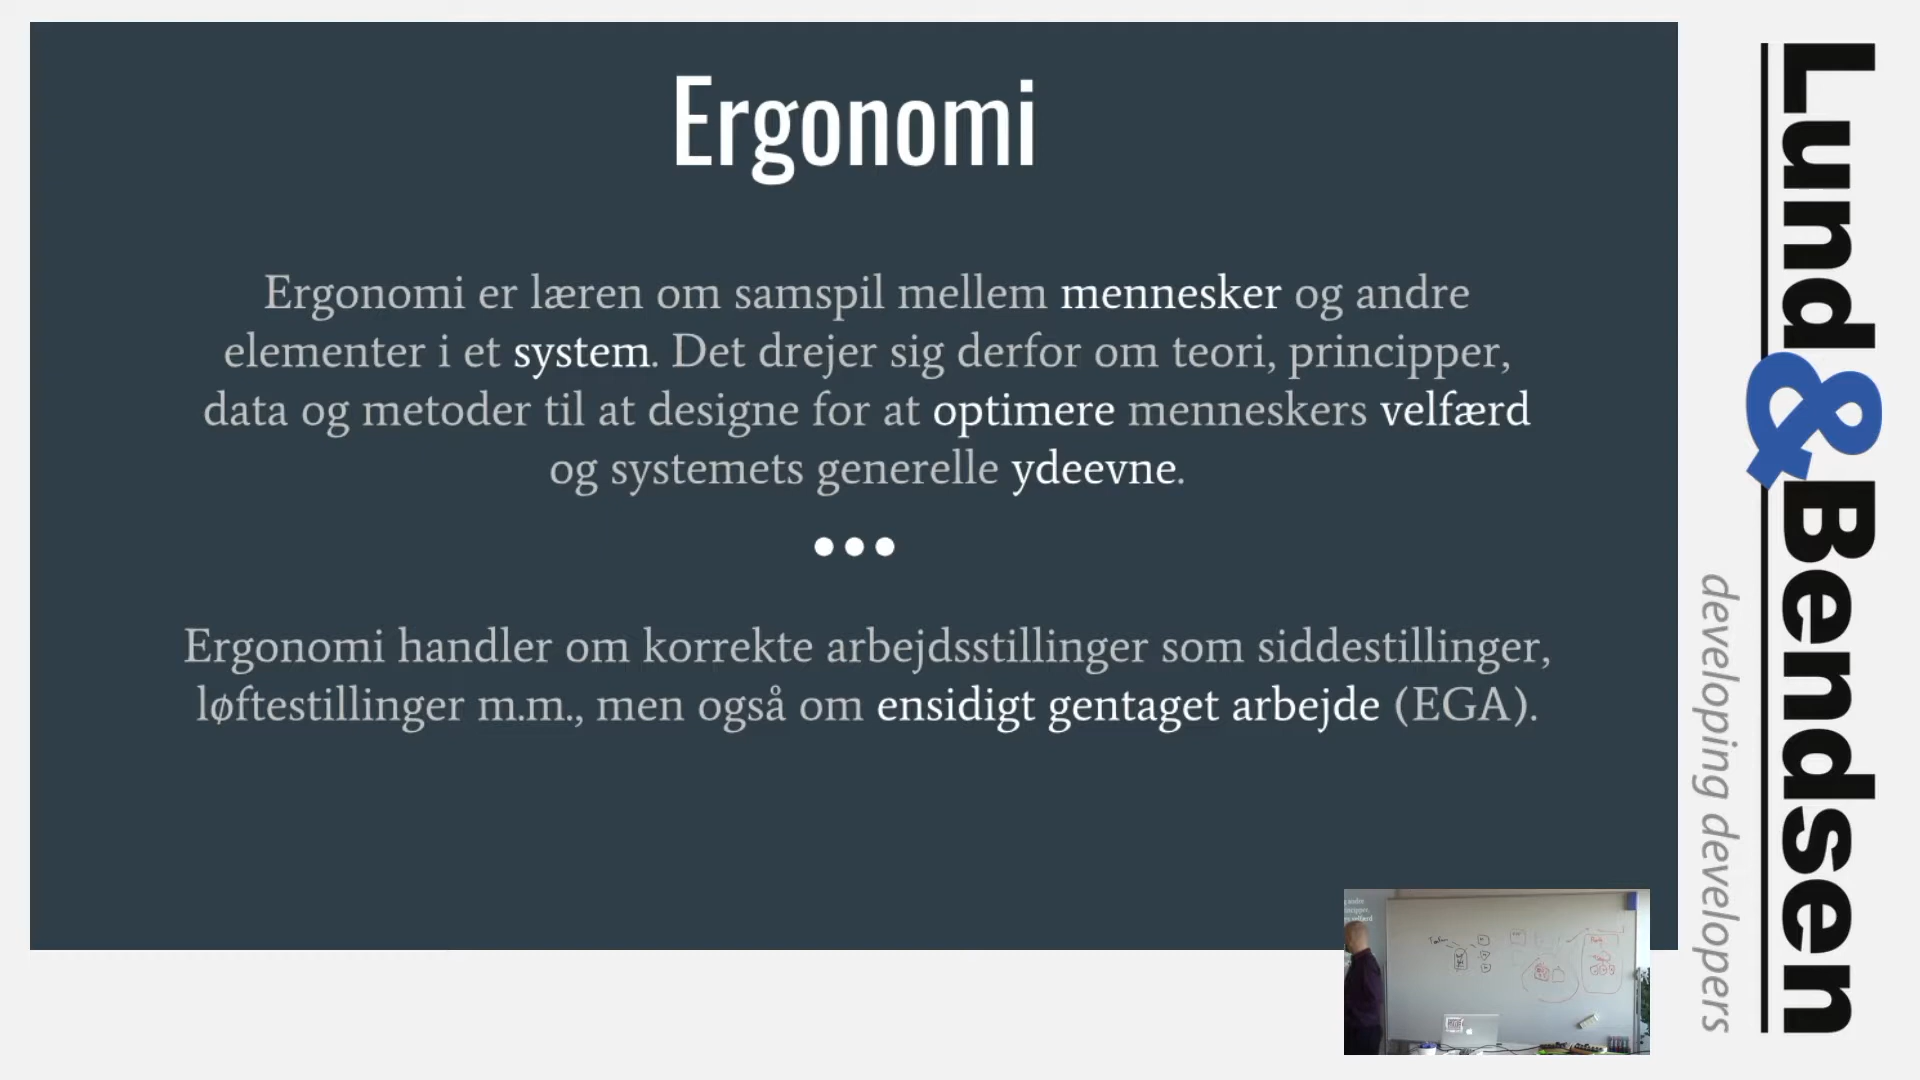 Ergonomi
Ergonomi er læren om samspil mellem mennesker og andre
elementer i et system. Det drejer sig derfor om teori, principper,
data og metoder til at designe for at optimere menneskers velfærd
og systemets generelle ydeevne.
Ergonomi handler om korrekte arbejdsstillinger som siddestillinger,
løftestillinger m.m., men også om ensidigt gentaget arbejde (EGA).
Lund&Bendsen
developing developers